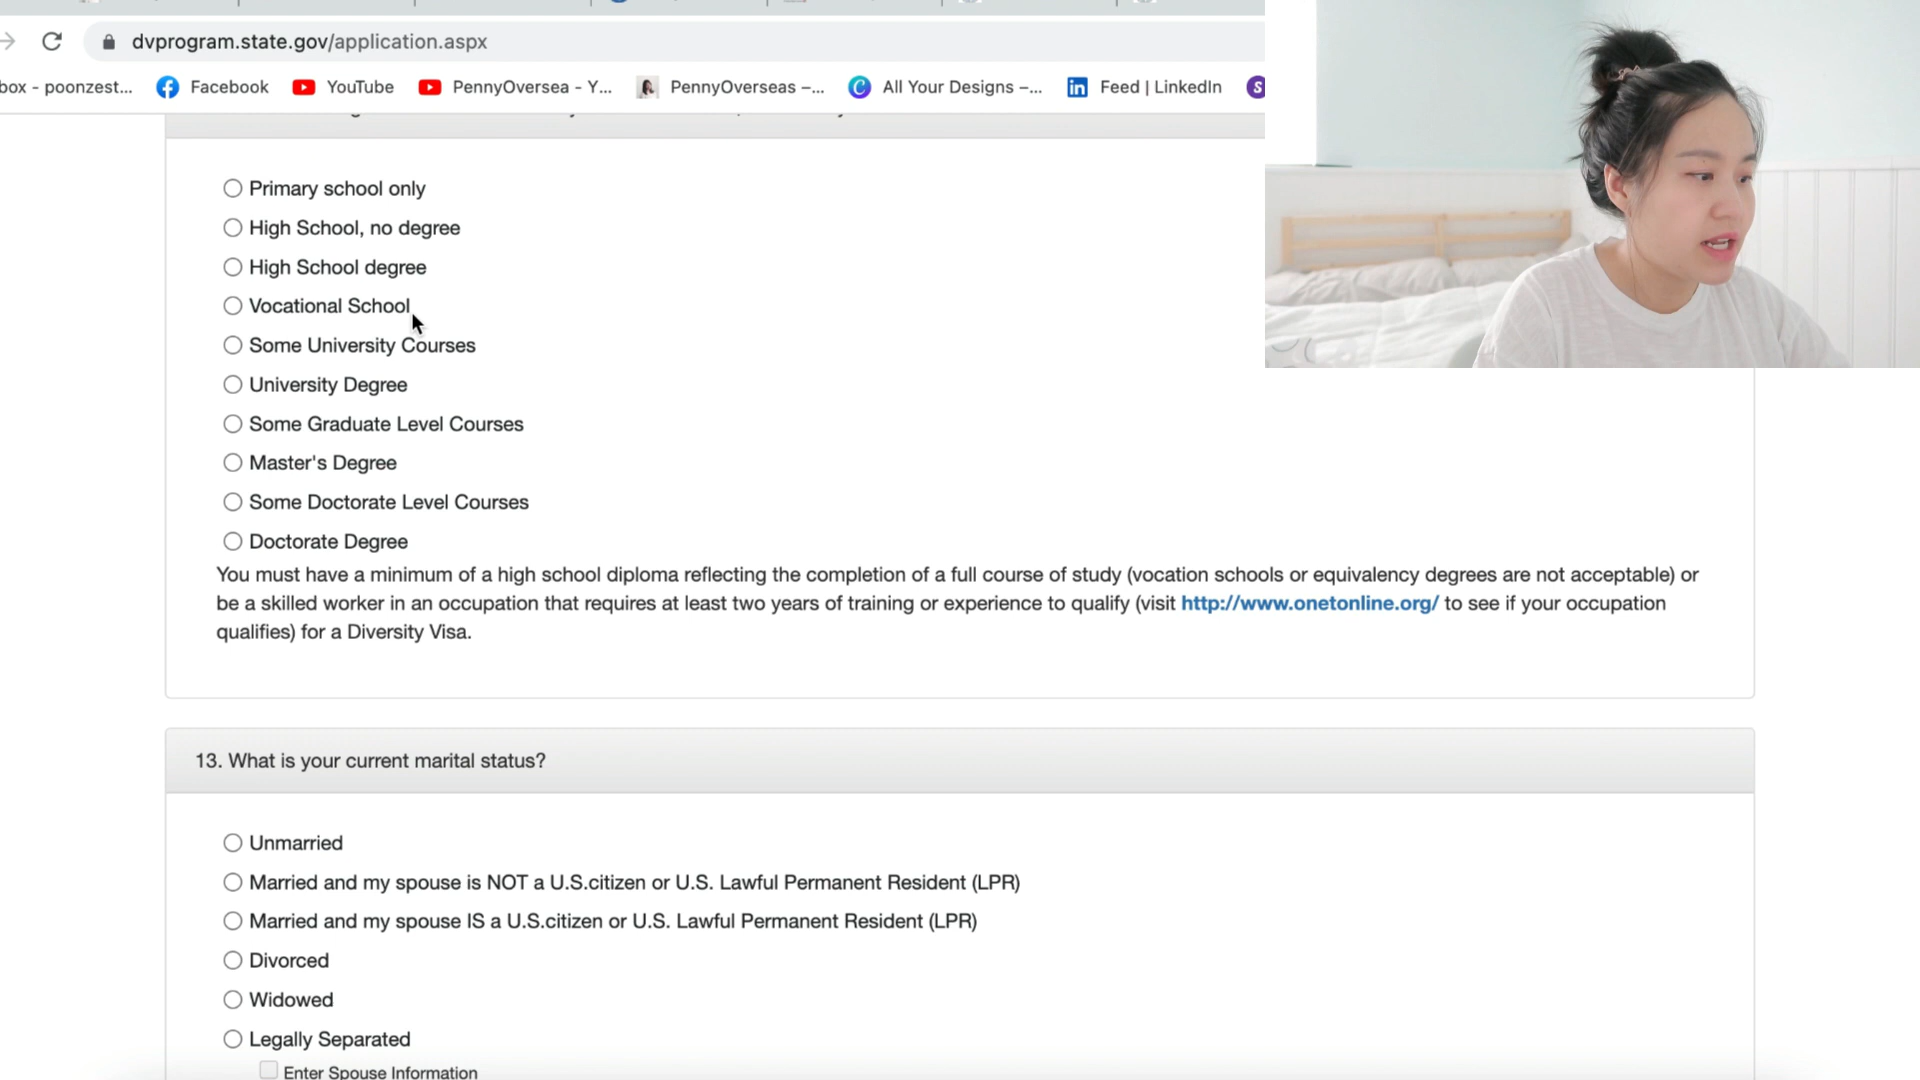 dvprogram.state.gov/application.aspx
box - poonzest...
Facebook
YouTube
PennyOversea - Y...
PennyOverseas –...
All Your Designs –...
Feed | LinkedIn
Primary school only
High School, no degree
High School degree
Vocational School
Some University Courses
University Degree
Some Graduate Level Courses
Master's Degree
Some Doctorate Level Courses
Doctorate Degree
You must have a minimum of a high school diploma reflecting the completion of a full course of study (vocation schools or equivalency degrees are not acceptable) or
be a skilled worker in an occupation that requires at least two years of training or experience to qualify (visit http://www.onetonline.org/ to see if your occupation
qualifies) for a Diversity Visa.
13. What is your current marital status?
Unmarried
Married and my spouse is NOT a U.S.citizen or U.S. Lawful Permanent Resident (LPR)
Married and my spouse IS a U.S.citizen or U.S. Lawful Permanent Resident (LPR)
Divorced
Widowed
Legally Separated
Enter Spouse Information